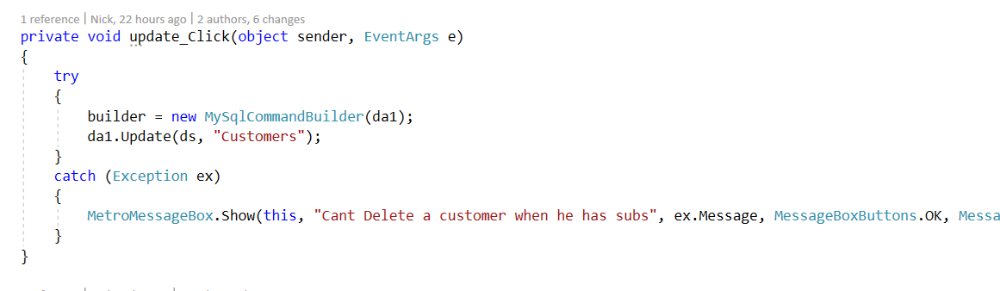 1 reference | Nick, 22 hours ago | 2 authors, 6 changes
private void update_Click(object sender, EventArgs e)
{
try
{
builder = new MySqlCommandBuilder(da1);
da1.Update(ds, "Customers");
}
catch (Exception ex)
{
MetroMessageBox.Show(this, "Cant Delete a customer when he has subs", ex.Message, MessageBoxButtons.OK, Messa
}
}